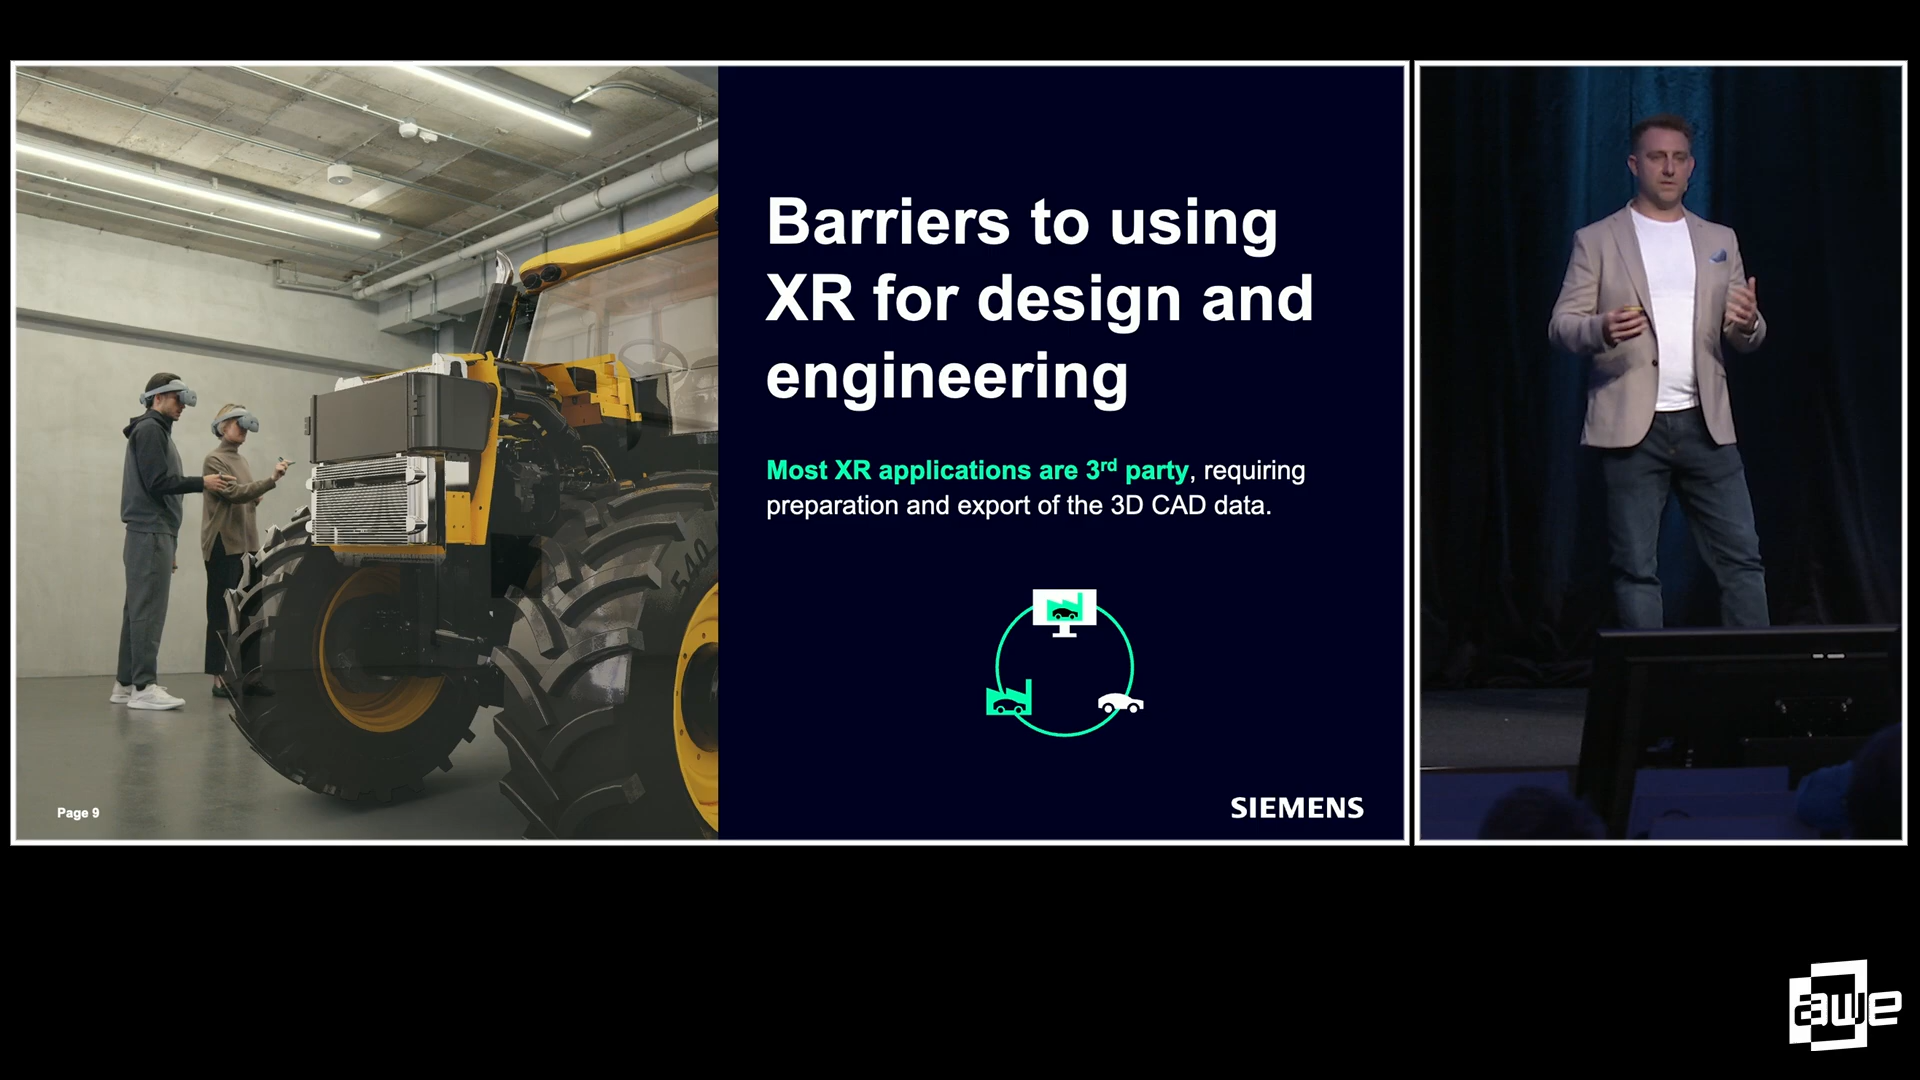 Barriers to using
XR for design and
engineering
Most XR applications are 3rd party, requiring
preparation and export of the 3D CAD data.
540
Page 9
SIEMENS
awe